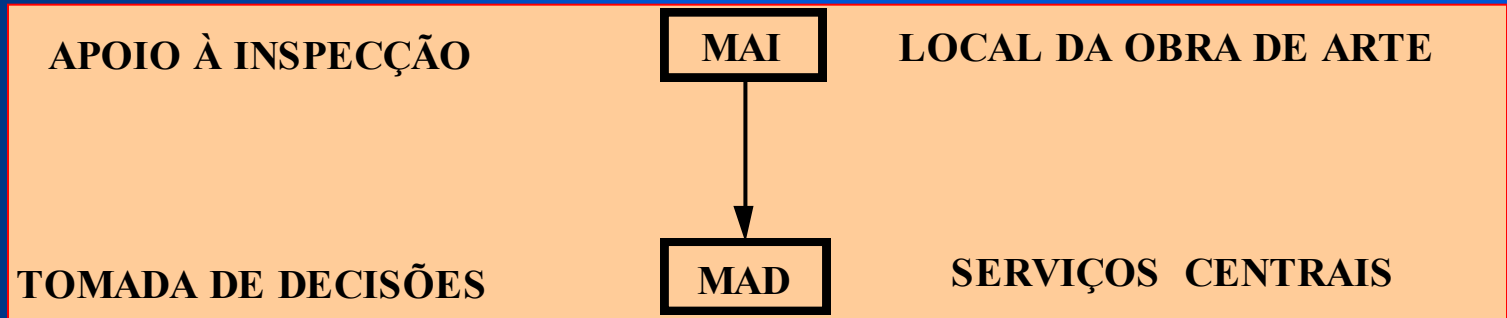 APOIO À INSPECÇÃO MAI LOCAL DA OBRA DE ARTE
TOMADA DE DECISÕES MAD SERVIÇOS CENTRAIS